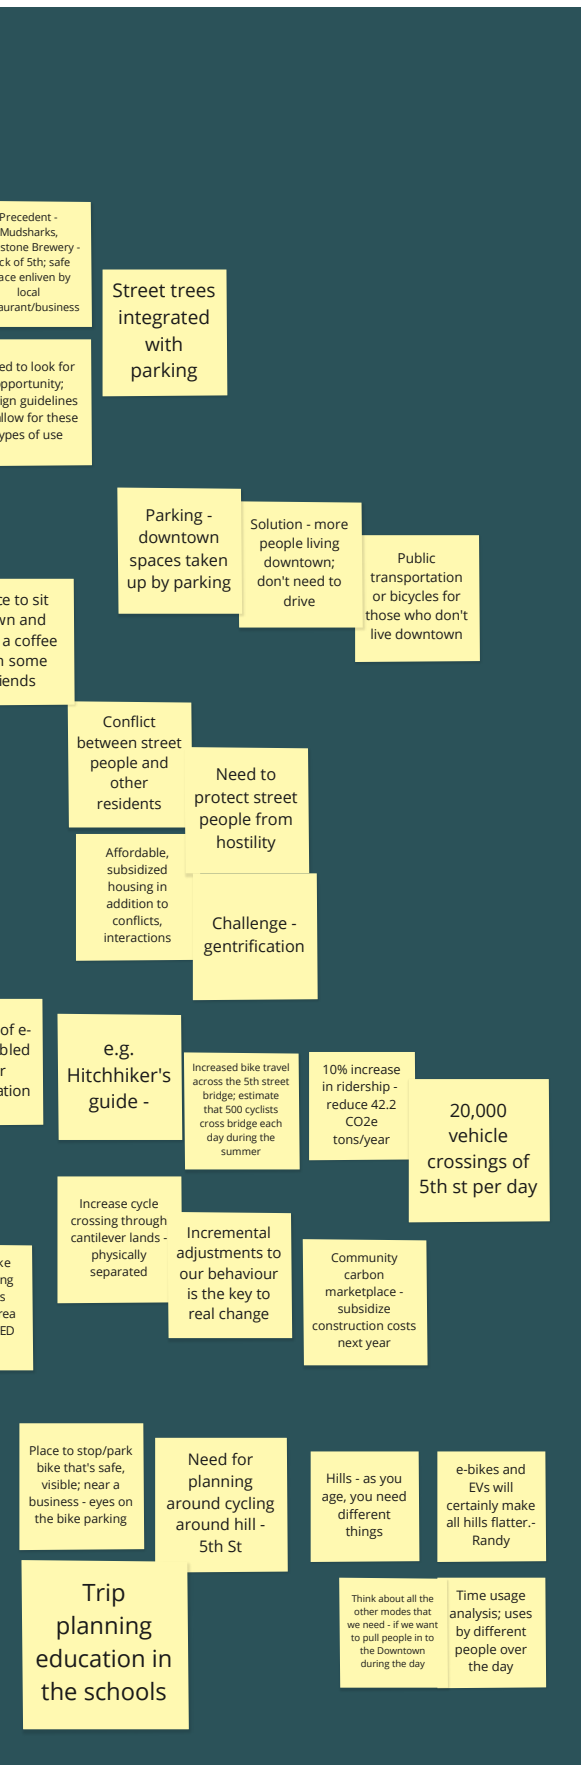 Precedent -
Mudsharks,
stone Brewery -
ck of 5th; safe
ace enliven by
local
aurant/business
Street trees
integrated
with
parking
ed to look for
pportunity;
ign guidelines
llow for these
ypes of use
Parking -
downtown
spaces taken
up by parking
Solution - more
people living
downtown;
don't need to
drive
Public
transportation
or bicycles for
those who don't
live downtown
e to sit
wn and
a coffee
n some
iends
Conflict
between street
people and
other
residents
Need to
protect street
people from
hostility
Affordable,
subsidized
housing in
addition to
conflicts,
interactions
Challenge -
gentrification
of e-
bled
r
ation
e.g.
Hitchhiker's
guide -
Increased bike travel
across the 5th street
bridge; estimate
that 500 cyclists
cross bridge each
day during the
summer
10% increase
in ridership -
reduce 42.2
CO2e
tons/year
20,000
vehicle
crossings of
5th st per day
Increase cycle
crossing through
cantilever lands -
physically
separated
Incremental
adjustments to
our behaviour
is the key to
real change
Community
carbon
marketplace -
subsidize
construction costs
next year
ke
ng
s
rea
ED
Place to stop/park
bike that's safe,
visible; near a
business - eyes on
the bike parking
Need for
planning
around cycling
around hill -
5th St
Hills - as you
age, you need
different
things
e-bikes and
EVs will
certainly make
all hills flatter.-
Randy
Trip
planning
education in
the schools
Think about all the
other modes that
we need - if we want
to pull people in to
the Downtown
during the day
Time usage
analysis; uses
by different
people over
the day